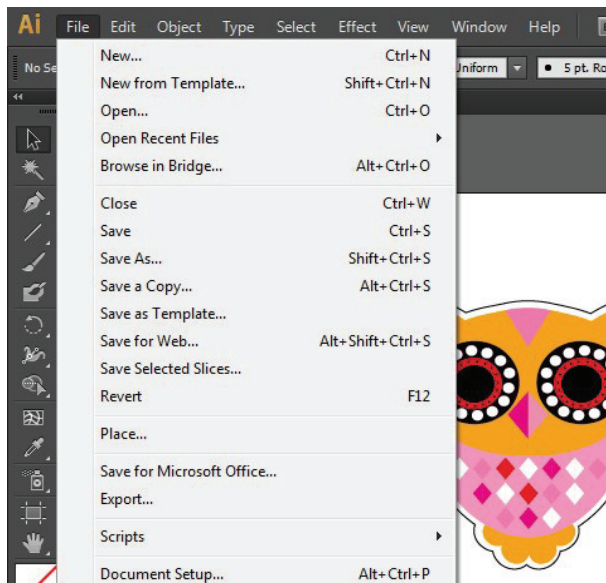 Ai File Edit Object Type Select Effect View Window Help
No Se
Uniform
5 pt. Ro
New... Ctrl+N
New from Template... Shift+Ctrl+N
Open... Ctrl+O
Open Recent Files
Browse in Bridge... Alt+Ctrl+O
Close Ctrl+W
Save Ctrl+S
Save As... Shift+Ctrl+S
Save a Copy... Alt+Ctrl+S
Save as Template...
Save for Web... Alt+Shift+Ctrl+S
Save Selected Slices...
Revert F12
Place...
Save for Microsoft Office...
Export...
Scripts
Document Setup... Alt+Ctrl+P